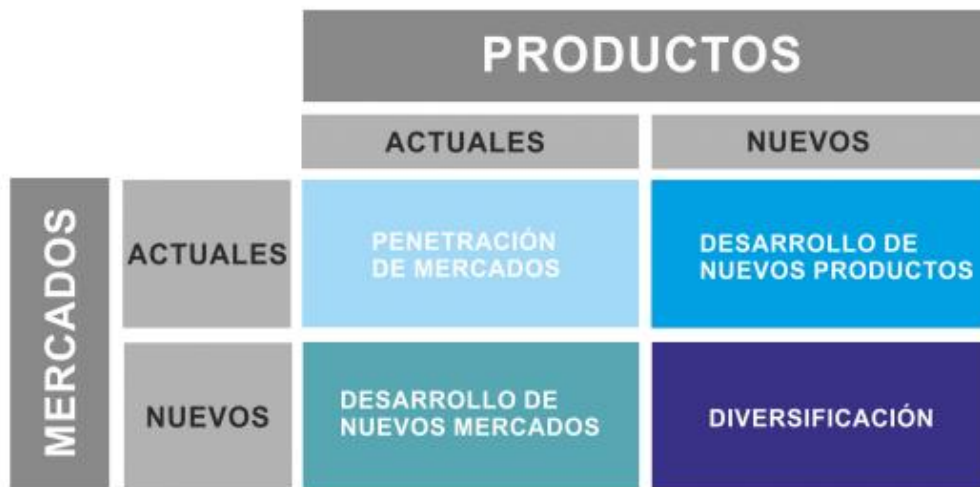 PRODUCTOS
ACTUALES
NUEVOS
MERCADOS
ACTUALES
PENETRACIÓN
DE MERCADOS
DESARROLLO DE
NUEVOS PRODUCTOS
NUEVOS
DESARROLLO DE
NUEVOS MERCADOS
DIVERSIFICACIÓN